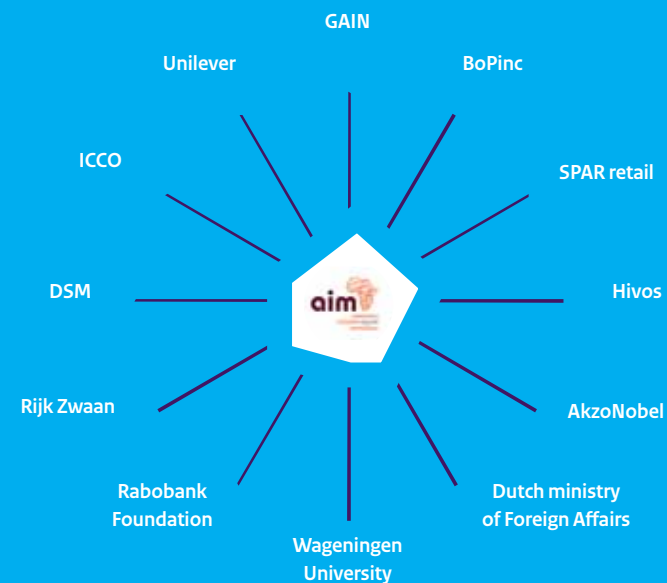 GAIN
Unilever
BoPinc
ICCO
SPAR retail
DSM
Hivos
aim
Rijk Zwaan
AkzoNobel
Rabobank
Foundation
Dutch ministry
of Foreign Affairs
Wageningen
University